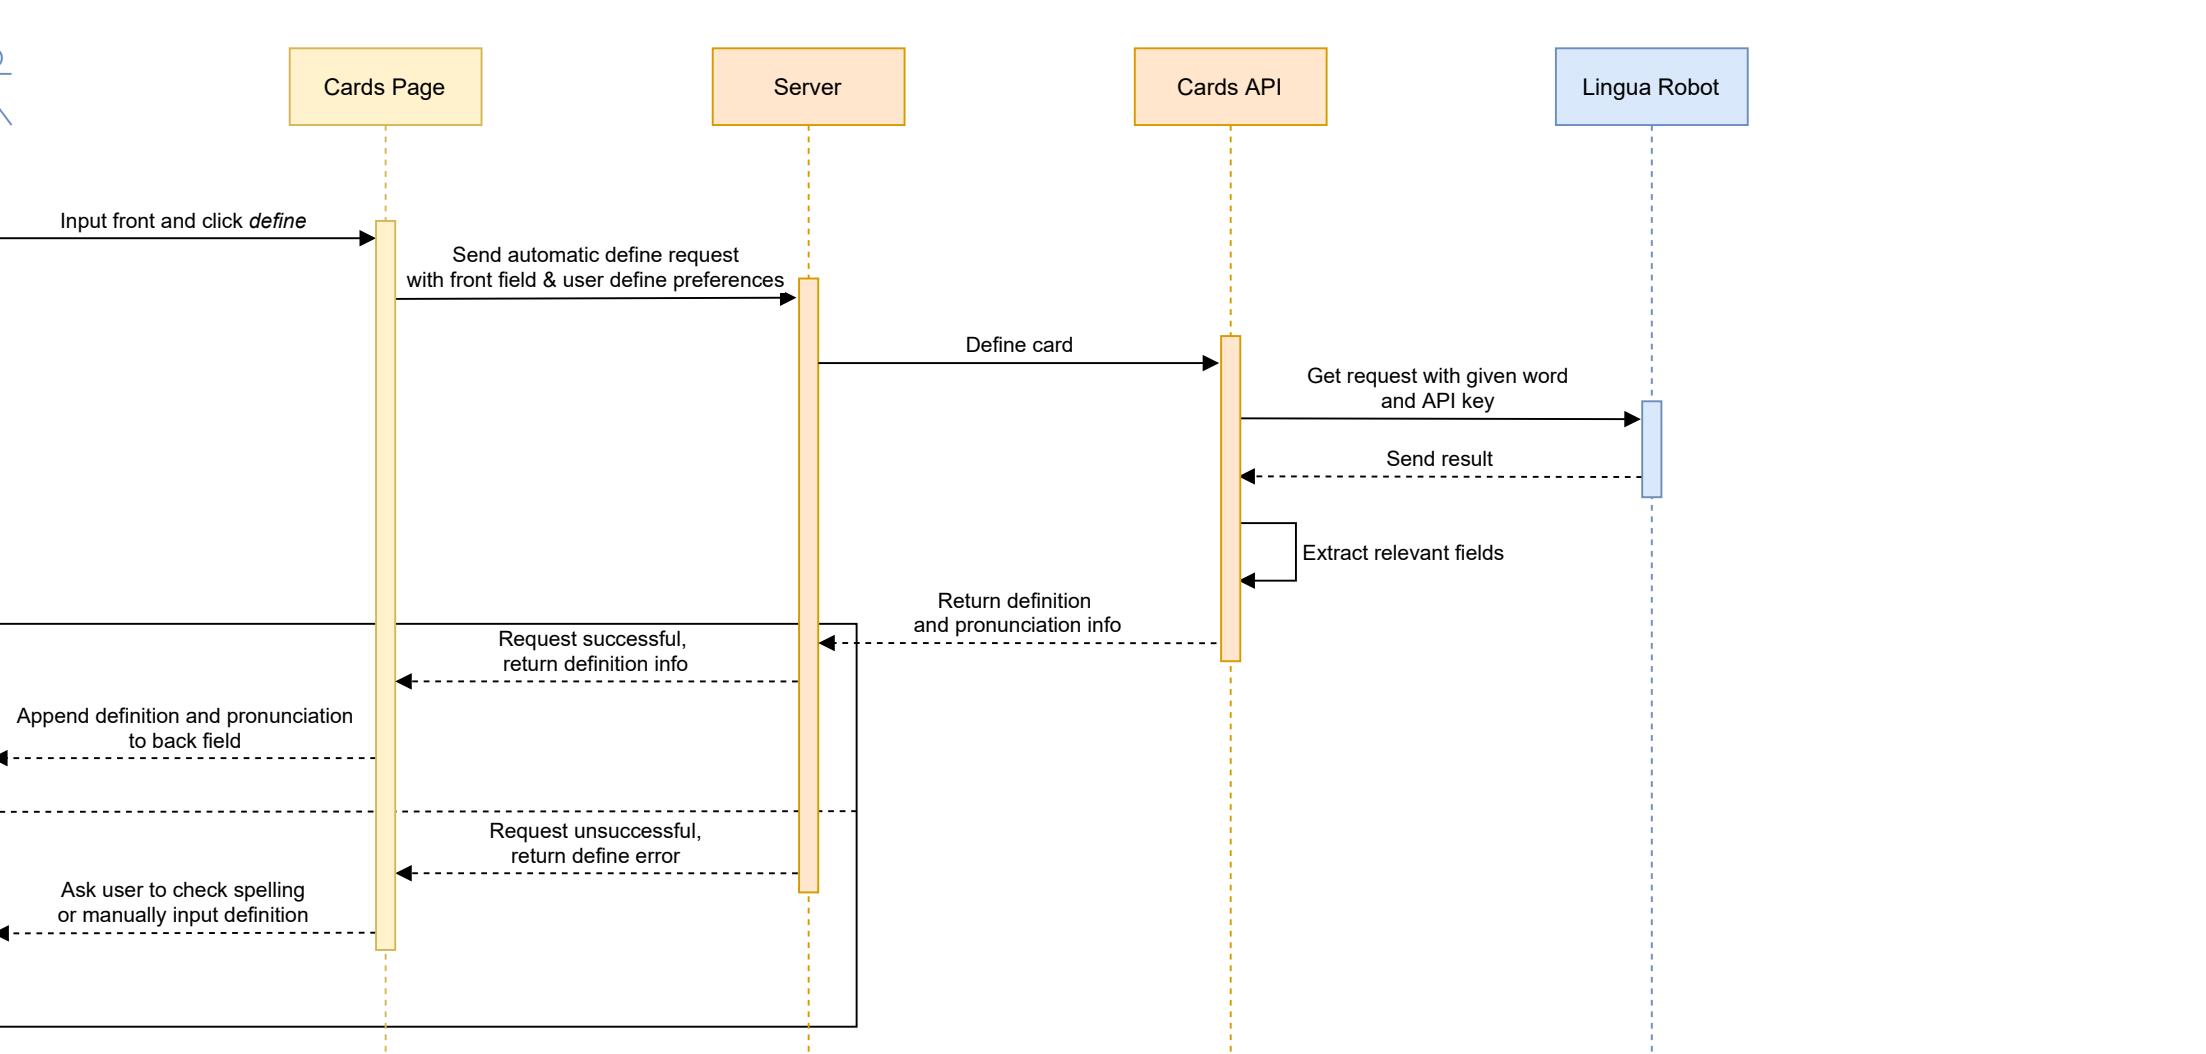 Cards Page
Server
Cards API
Lingua Robot
Input front and click define
Send automatic define request
with front field & user define preferences
Define card
Get request with given word
and API key
Send result
Extract relevant fields
Return definition
and pronunciation info
Request successful,
return definition info
Append definition and pronunciation
to back field
Request unsuccessful,
return define error
Ask user to check spelling
or manually input definition